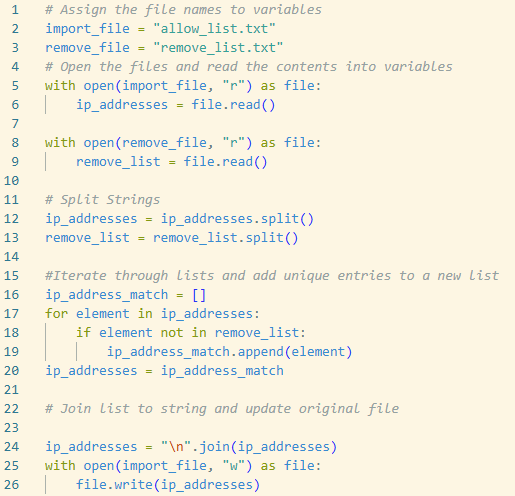 1 # Assign the file names to variables
2 import_file = "allow_list.txt"
3 remove_file = "remove_list.txt"
4 # Open the files and read the contents into variables
5 with open(import_file, "r") as file:
6     ip_addresses = file.read()
7
8 with open(remove_file, "r") as file:
9     remove_list = file.read()
10
11 # Split Strings
12 ip_addresses = ip_addresses.split()
13 remove_list = remove_list.split()
14
15 #Iterate through lists and add unique entries to a new list
16 ip_address_match = []
17 for element in ip_addresses:
18     if element not in remove_list:
19         ip_address_match.append(element)
20 ip_addresses = ip_address_match
21
22 # Join list to string and update original file
23
24 ip_addresses = "\n".join(ip_addresses)
25 with open(import_file, "w") as file:
26     file.write(ip_addresses)